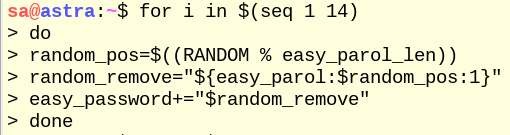 sa@astra:~$ for i in $(seq 1 14)
> do
> random_pos=$((RANDOM % easy_parol_len))
> random_remove="${easy_parol:$random_pos:1}"
> easy_password+="$random_remove"
> done